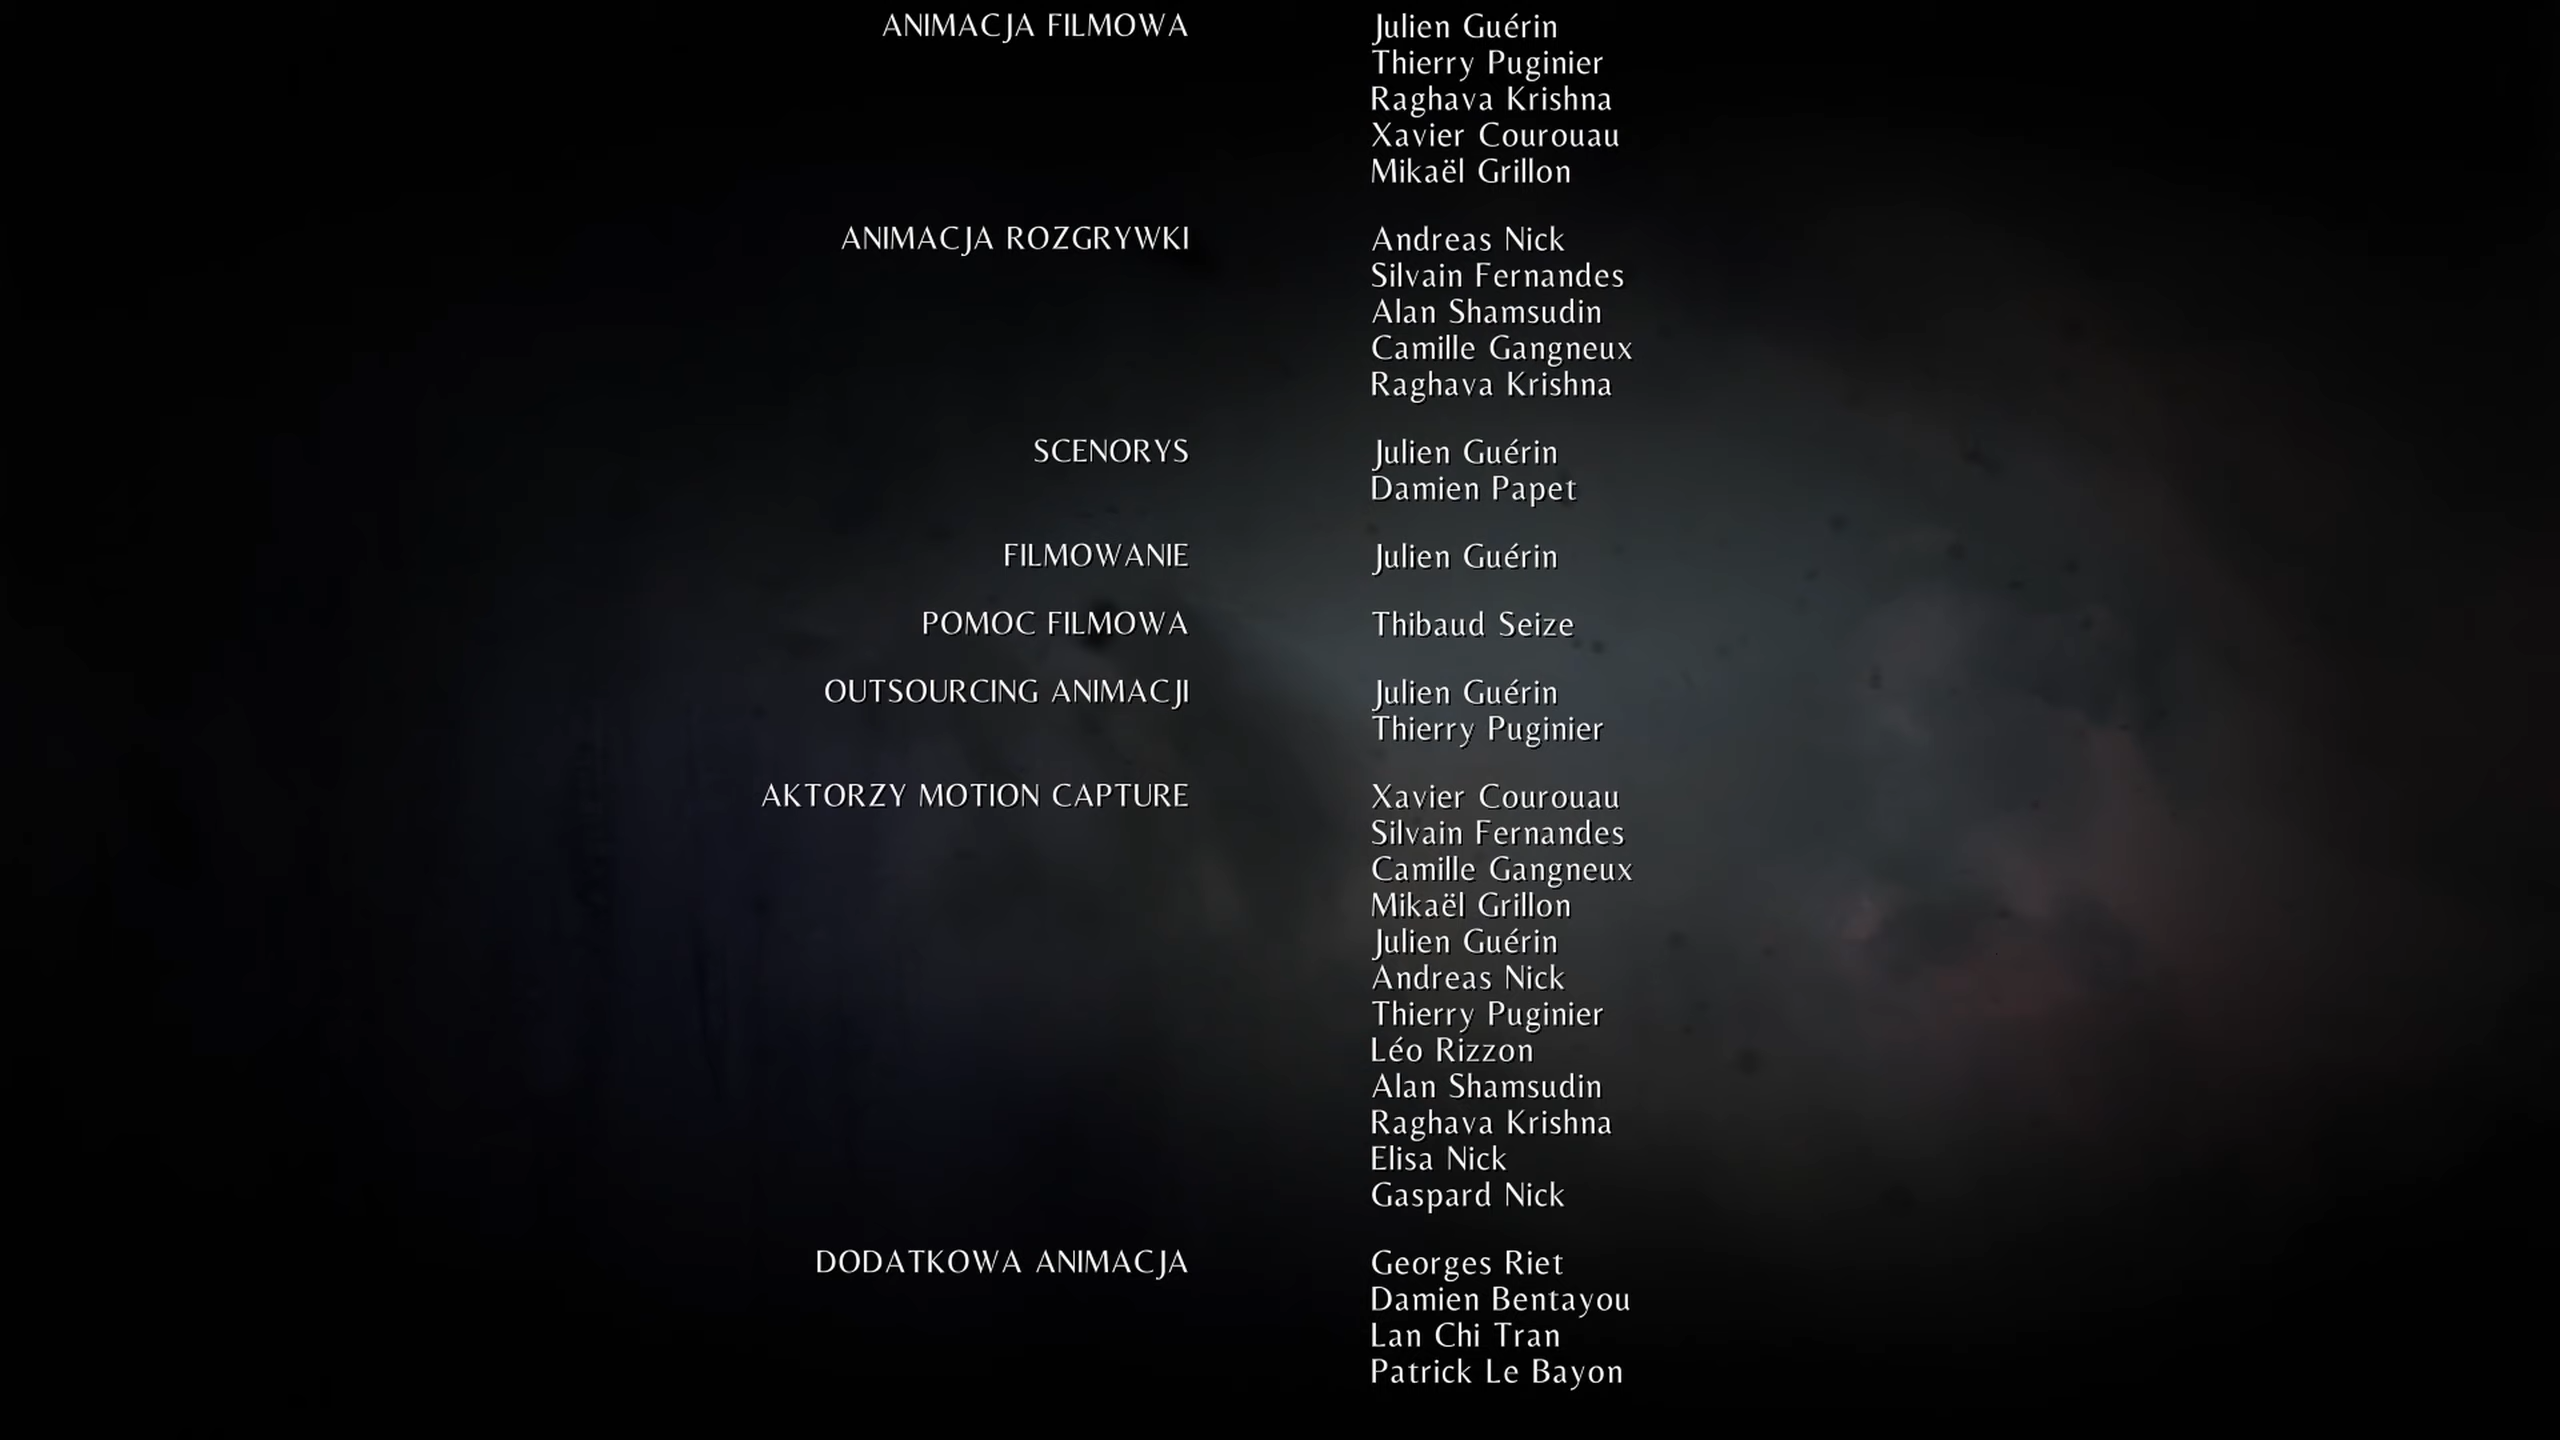 ANIMACJA FILMOWA Julien Guérin
Thierry Puginier
Raghava Krishna
Xavier Courouau
Mikaël Grillon
ANIMACJA ROZGRYWKI Andreas Nick
Silvain Fernandes
Alan Shamsudin
Camille Gangneux
Raghava Krishna
SCENORYS Julien Guérin
Damien Papet
FILMOWANIE Julien Guérin
POMOC FILMOWA Thibaud Seize
OUTSOURCING ANIMACJI Julien Guérin
Thierry Puginier
AKTORZY MOTION CAPTURE Xavier Courouau
Silvain Fernandes
Camille Gangneux
Mikaël Grillon
Julien Guérin
Andreas Nick
Thierry Puginier
Léo Rizzon
Alan Shamsudin
Raghava Krishna
Elisa Nick
Gaspard Nick
DODATKOWA ANIMACJA Georges Riet
Damien Bentayou
Lan Chi Tran
Patrick Le Bayon